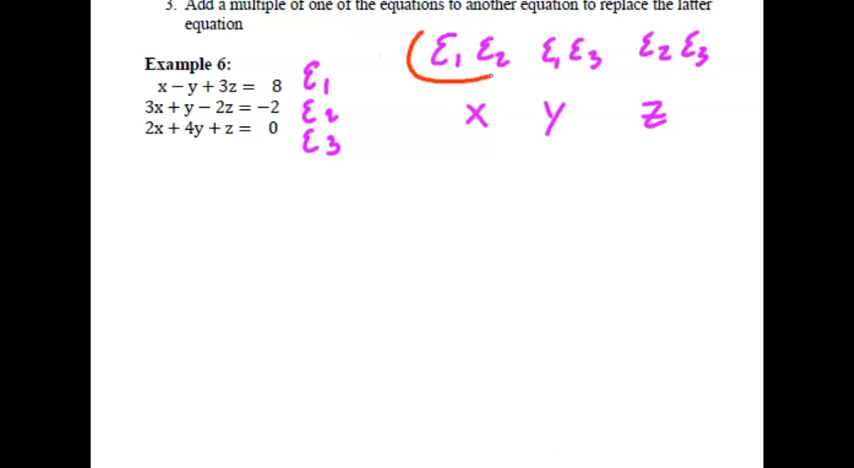 3. Add a multiple of one of the equations to another equation to replace the latter
equation
Example 6:
x – y + 3z = 8 E1
3x + y – 2z = –2 E2
2x + 4y + z = 0 E3
E1 E2 E1 E3 E2 E3
x y z